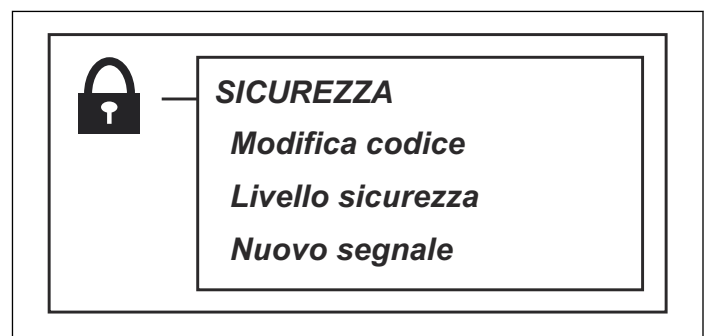 SICUREZZA
Modifica codice
Livello sicurezza
Nuovo segnale